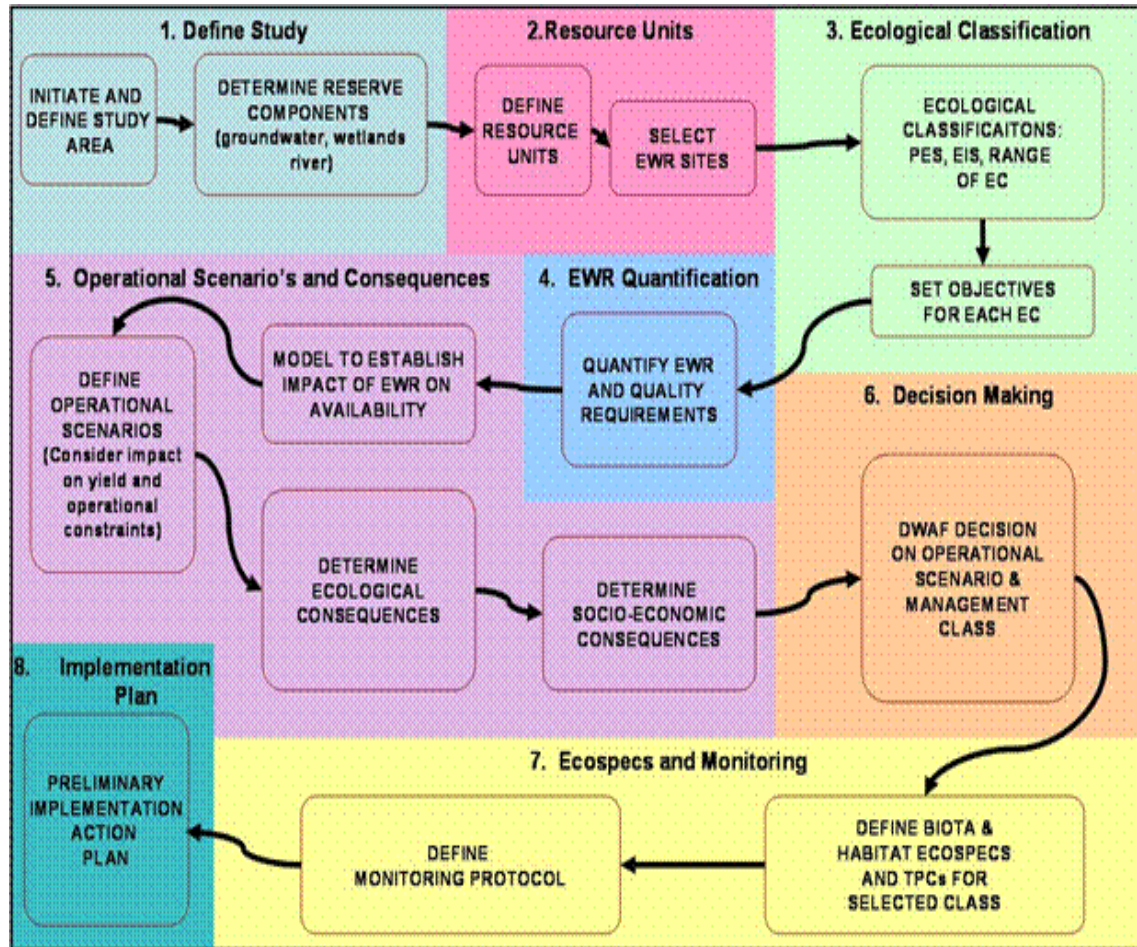 1. Define Study
INITIATE AND
DEFINE STUDY
AREA
DETERMINE RESERVE
COMPONENTS
(groundwater, wetlands
river)
2.Resource Units
DEFINE
RESOURCE
UNITS
SELECT
EWR SITES
3. Ecological Classification
ECOLOGICAL
CLASSIFICAITONS:
PES, EIS, RANGE
OF EC
SET OBJECTIVES
FOR EACH EC
4. EWR Quantification
QUANTIFY EWR
AND QUALITY
REQUIREMENTS
5. Operational Scenario's and Consequences
MODEL TO ESTABLISH
IMPACT OF EWR ON
AVAILABILITY
DEFINE
OPERATIONAL
SCENARIOS
(Consider impact
on yield and
operational
constraints)
DETERMINE
ECOLOGICAL
CONSEQUENCES
DETERMINE
SOCIO-ECONOMIC
CONSEQUENCES
6. Decision Making
DWAF DECISION
ON OPERATIONAL
SCENARIO &
MANAGEMENT
CLASS
7. Ecospecs and Monitoring
DEFINE BIOTA &
HABITAT ECOSPECS
AND TPCs FOR
SELECTED CLASS
DEFINE
MONITORING PROTOCOL
8. Implementation
Plan
PRELIMINARY
IMPLEMENTATION
ACTION
PLAN